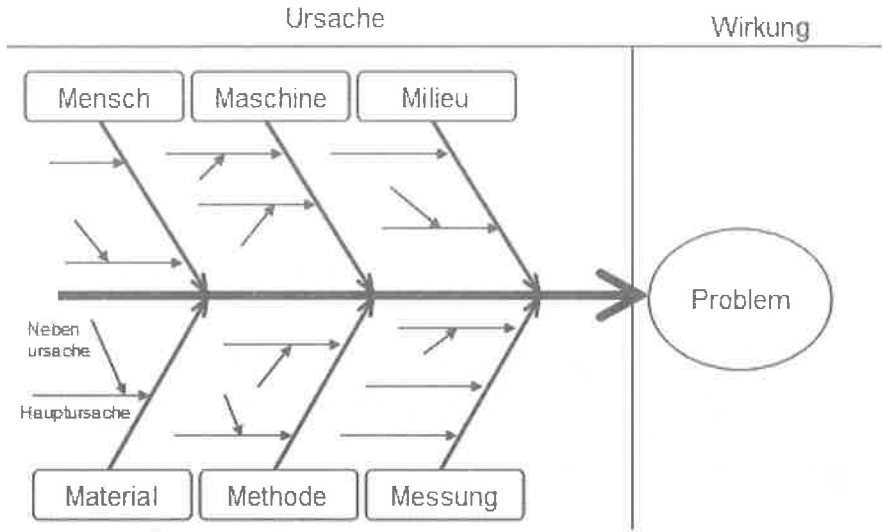 Ursache
Wirkung
Mensch
Maschine
Milieu
Problem
Neben
ursache
Hauptursache
Material
Methode
Messung